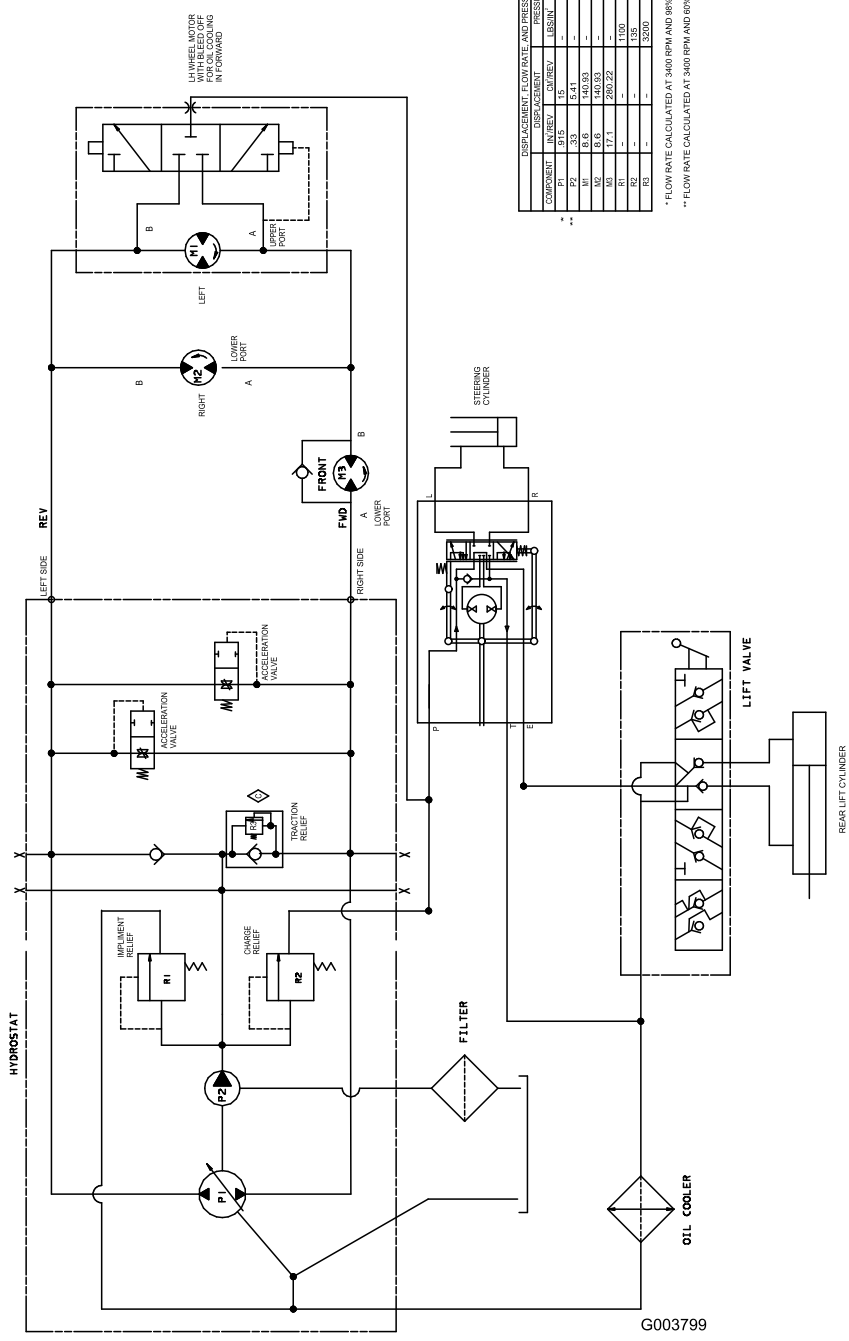 HYDROSTAT
LEFT SIDE
REV
RIGHT SIDE
FWD
P1
P2
IMPLIMENT
RELIEF
R1
CHARGE
RELIEF
R2
C
TRACTION
RELIEF
ACCELERATION
VALVE
ACCELERATION
VALVE
FRONT
M3
A
B
LOWER
PORT
B
M2
RIGHT
A
LOWER
PORT
LEFT
M1
B
A
UPPER
PORT
LH WHEEL MOTOR
WITH BLEED OFF
FOR OIL COOLING
IN FORWARD
STEERING
CYLINDER
L
R
P
T
E
FILTER
OIL COOLER
LIFT VALVE
REAR LIFT CYLINDER
DISPLACEMENT, FLOW RATE, AND PRESS
DISPLACEMENT
COMPONENT IN³/REV CM³/REV LBS/IN²
* P1 .915 15 –
** P2 .33 5.41 –
M1 8.6 140.93 –
M2 8.6 140.93 –
M3 17.1 280.22 –
R1 – – 1100
R2 – – 135
R3 – – 3200
* FLOW RATE CALCULATED AT 3400 RPM AND 98%
** FLOW RATE CALCULATED AT 3400 RPM AND 60%
G003799